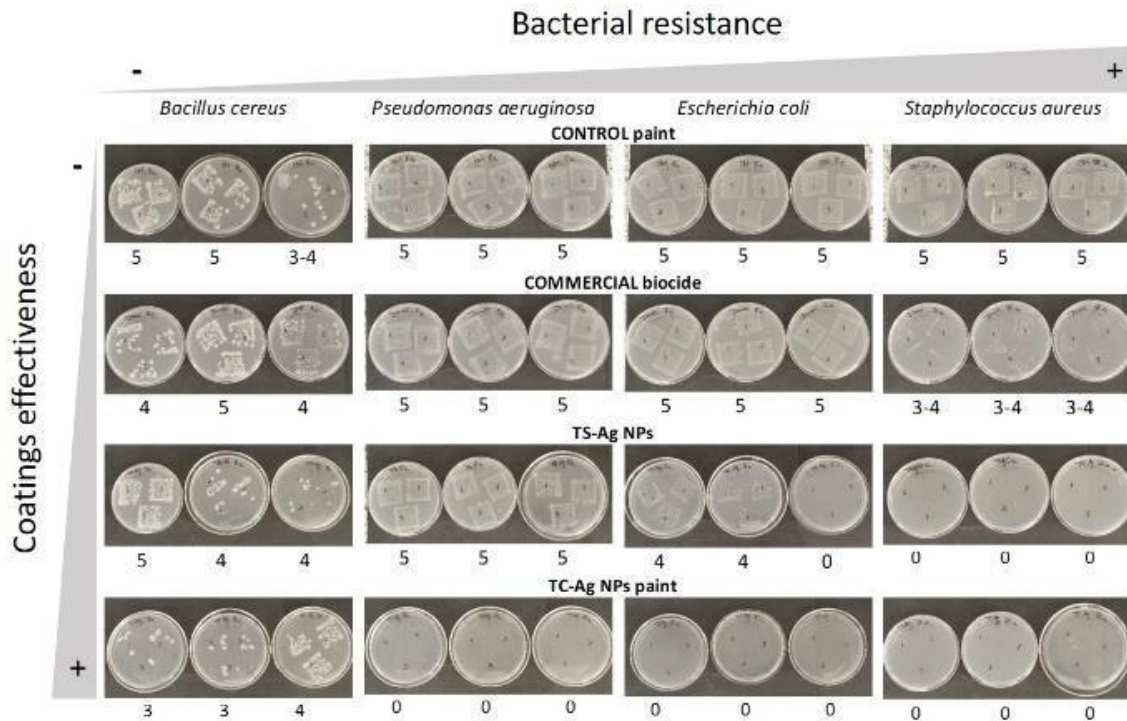 Bacterial resistance
- +
Bacillus cereus Pseudomonas aeruginosa Escherichia coli Staphylococcus aureus
CONTROL paint
-
5 5 3-4 5 5 5 5 5 5 5 5 5
COMMERCIAL biocide
Coatings effectiveness
4 5 4 5 5 5 5 5 5 3-4 3-4 3-4
TS-Ag NPs
5 4 4 5 5 5 4 4 0 0 0 0
TC-Ag NPs paint
+
3 3 4 0 0 0 0 0 0 0 0 0